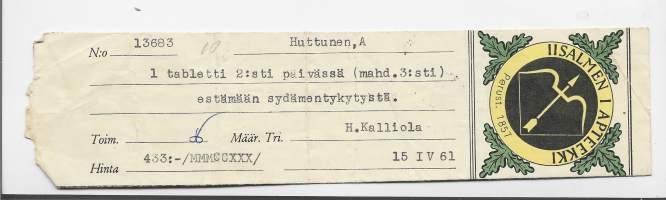 N:o 13683 Huttunen,A
1 tabletti 2:sti päivässä (mahd.3:sti)
estämään sydämentykytystä.
Toim. Määr. Tri. H.Kalliola
Hinta 433:-/MMMCCXXX/ 15 IV 61
IISALMEN I APTEEKKI
Perust. 1851